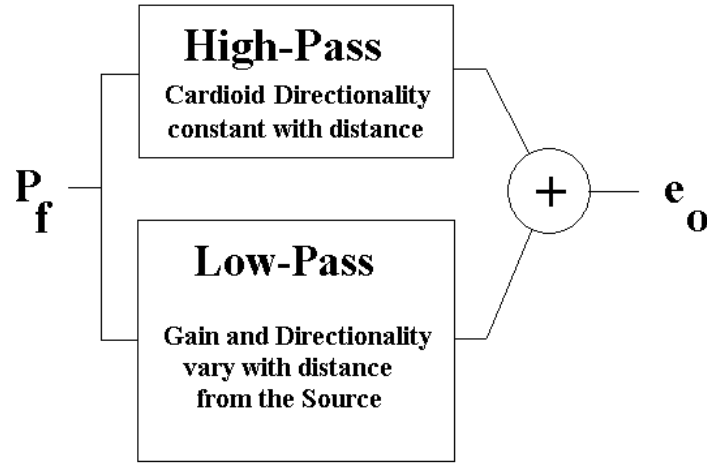 High-Pass
Cardioid Directionality
constant with distance
P
f
+
e
o
Low-Pass
Gain and Directionality
vary with distance
from the Source